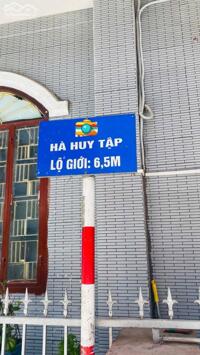 HÀ HUY TẬP
LỘ GIỚI: 6,5M